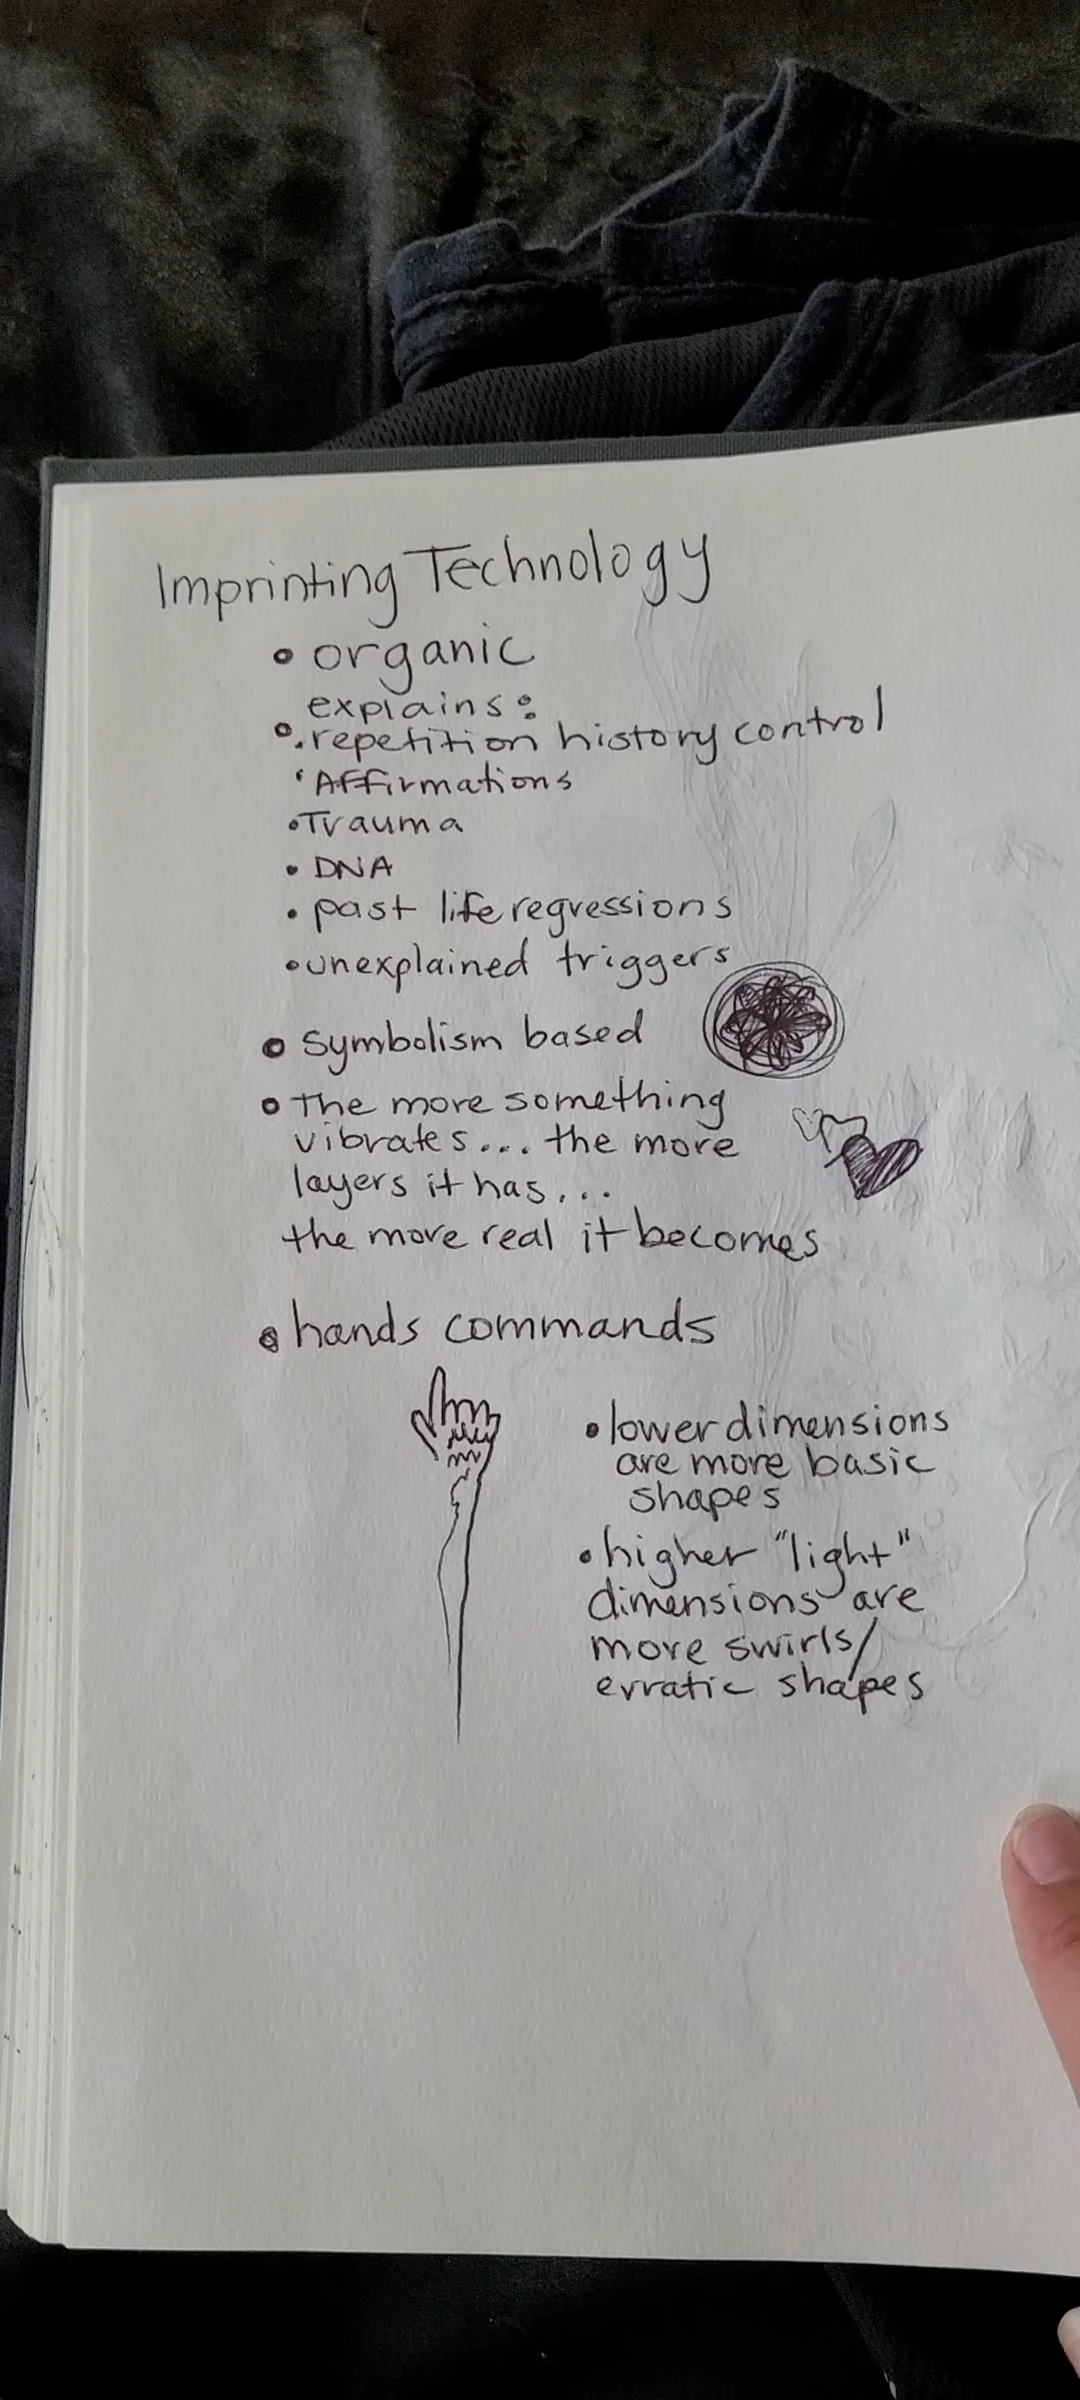 Imprinting Technology
• organic
explains:
• repetition history control
• Affirmations
• Trauma
• DNA
• past life regressions
• unexplained triggers
• symbolism based
• The more something
vibrates... the more
layers it has...
the more real it becomes
• hands commands
• lower dimensions
are more basic
shapes
• higher "light"
dimensions are
more swirls/
erratic shapes